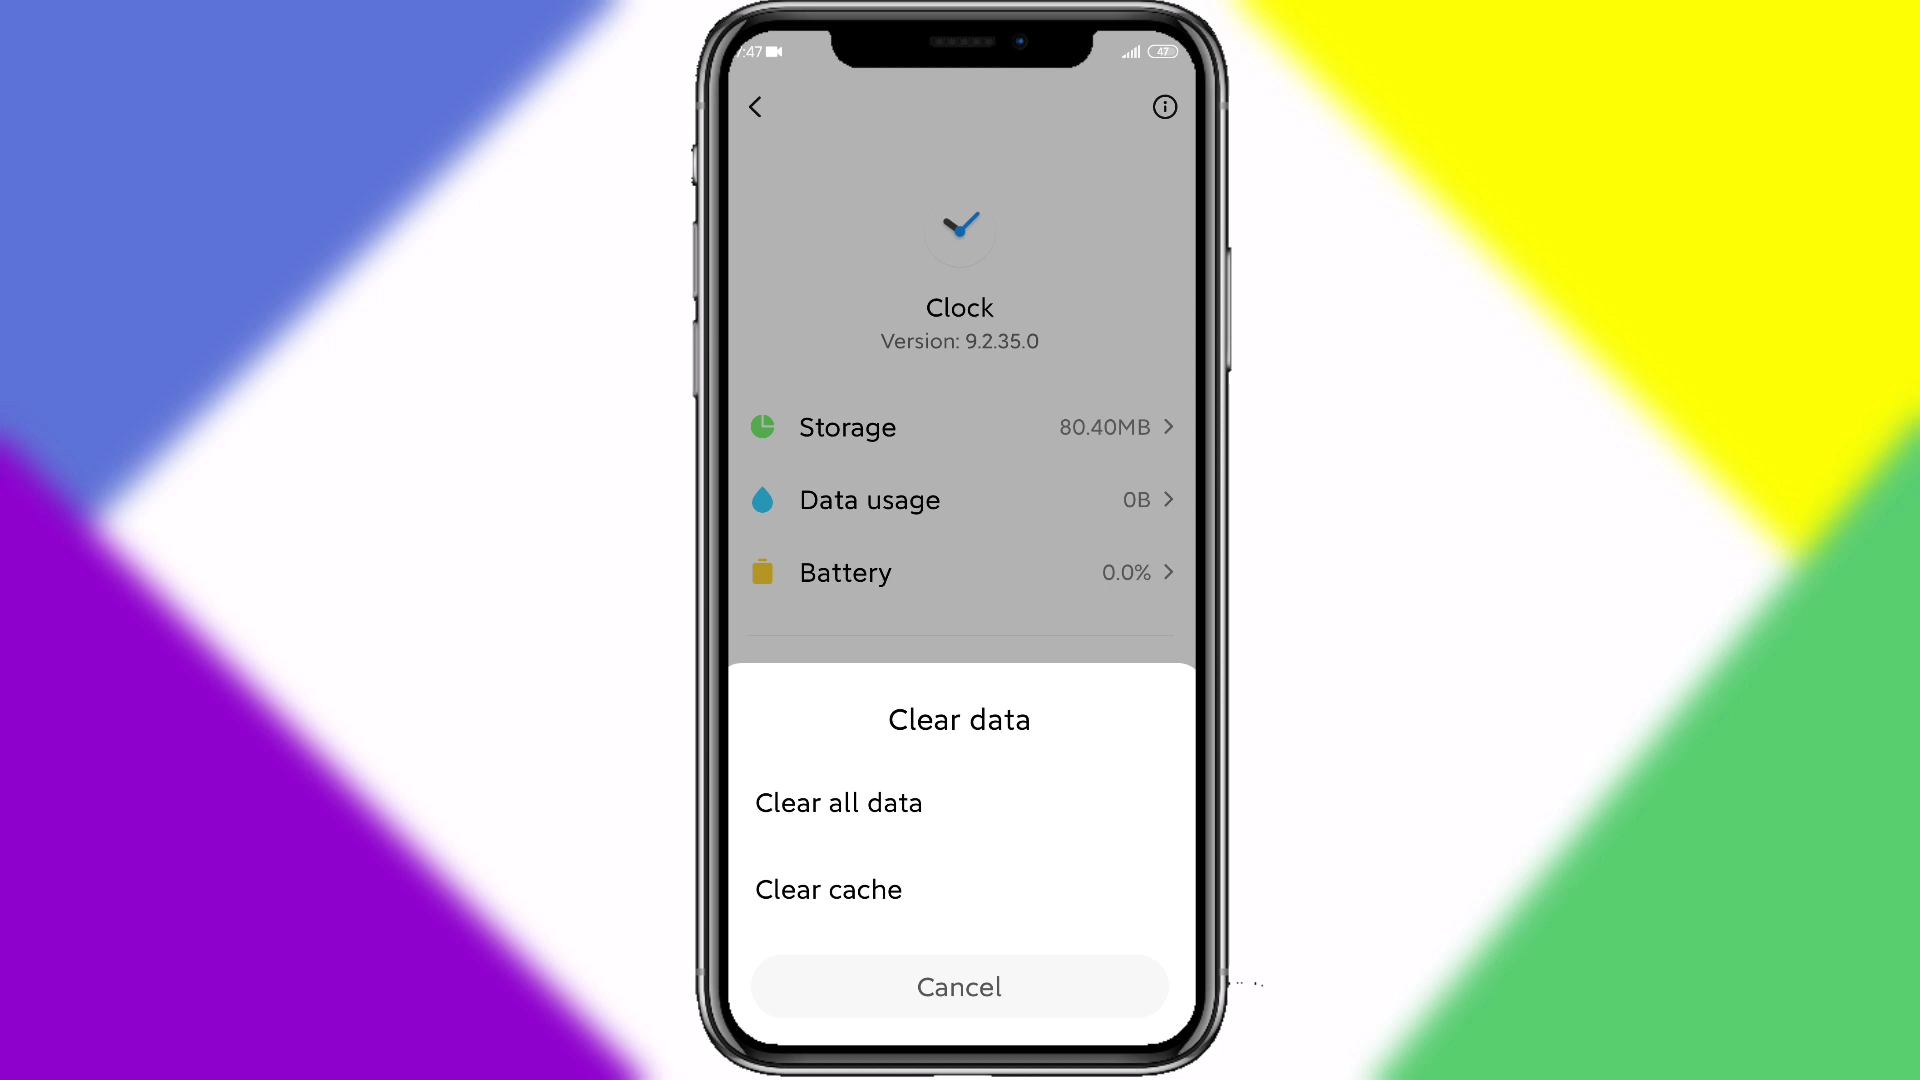 :47
47
Clock
Version: 9.2.35.0
Storage 80.40MB
Data usage 0B
Battery 0.0%
Clear data
Clear all data
Clear cache
Cancel